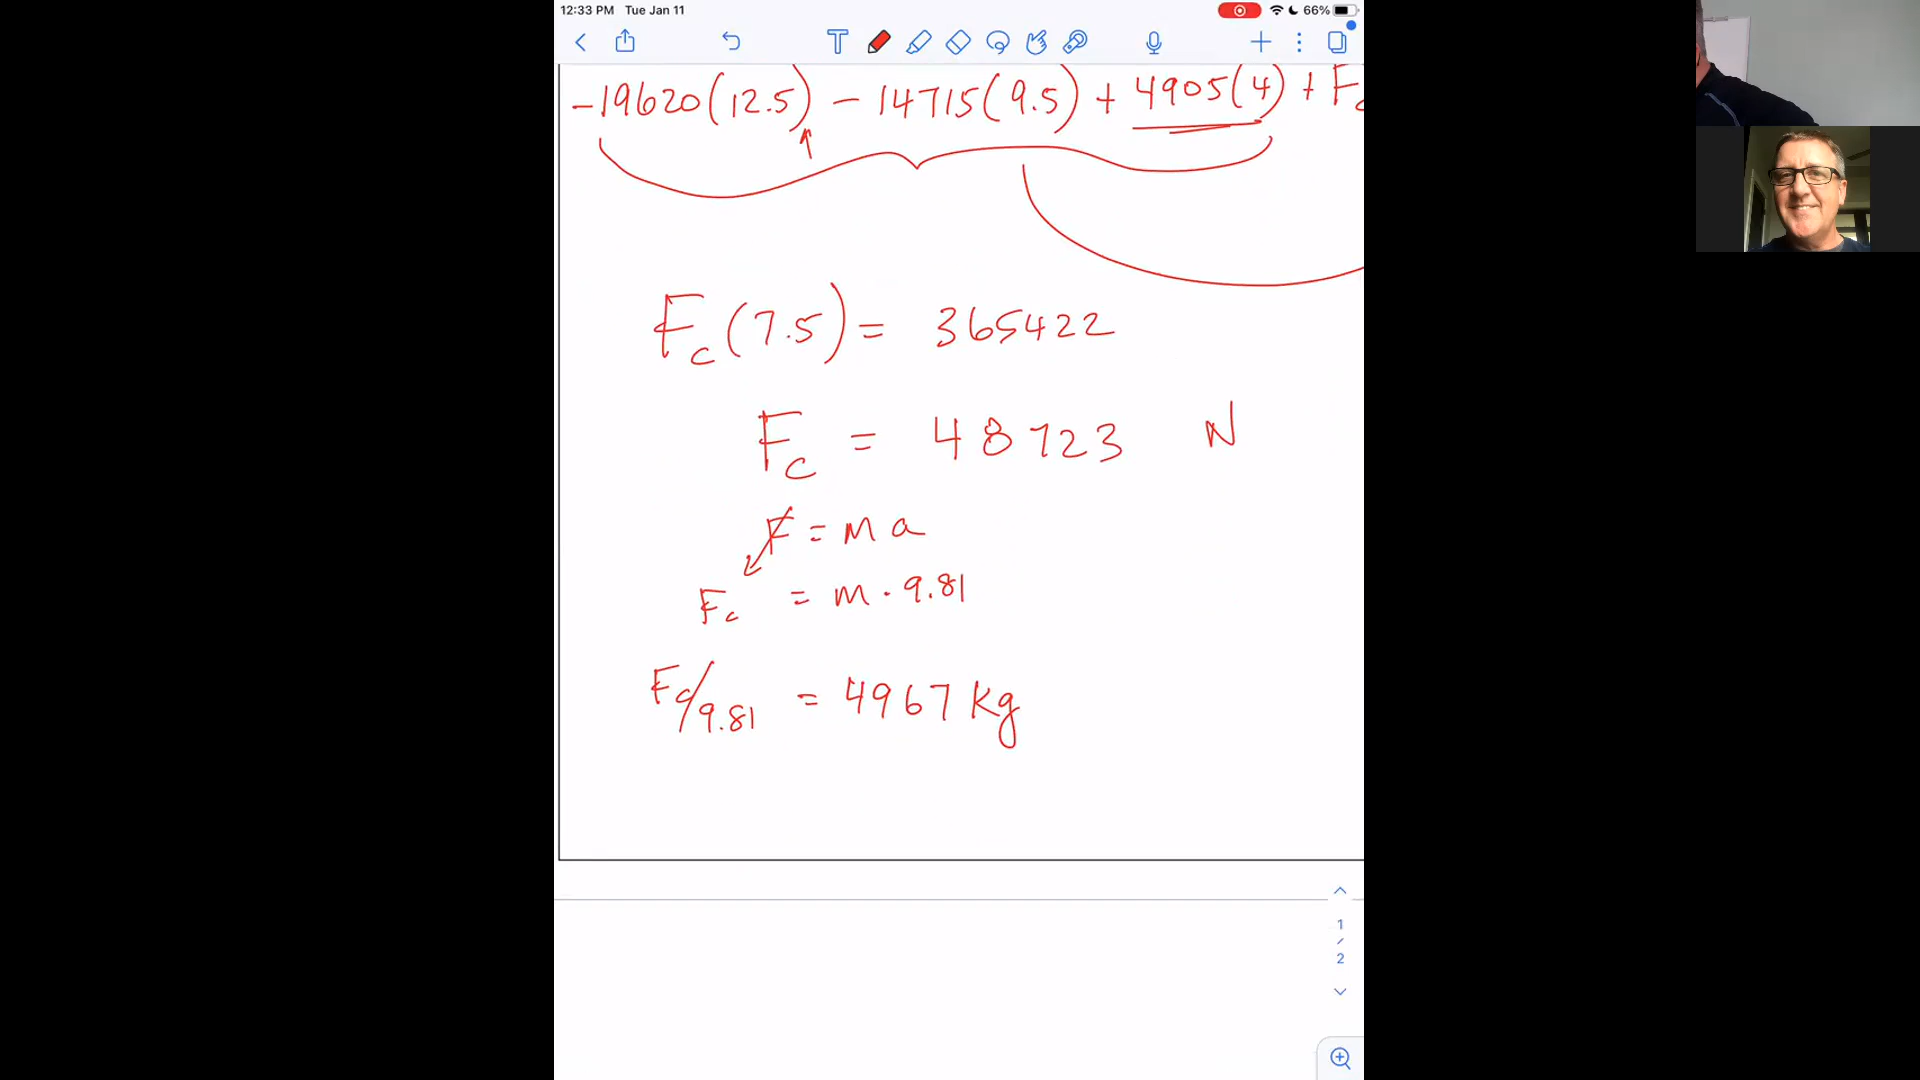 12:33 PM Tue Jan 11 66%
-19620(12.5) - 14715(9.5) + 4905(4) + Fc
Fc(7.5) = 365422
Fc = 48723 N
F = ma
Fc = m · 9.81
Fc/9.81 = 4967 kg
1
/
2